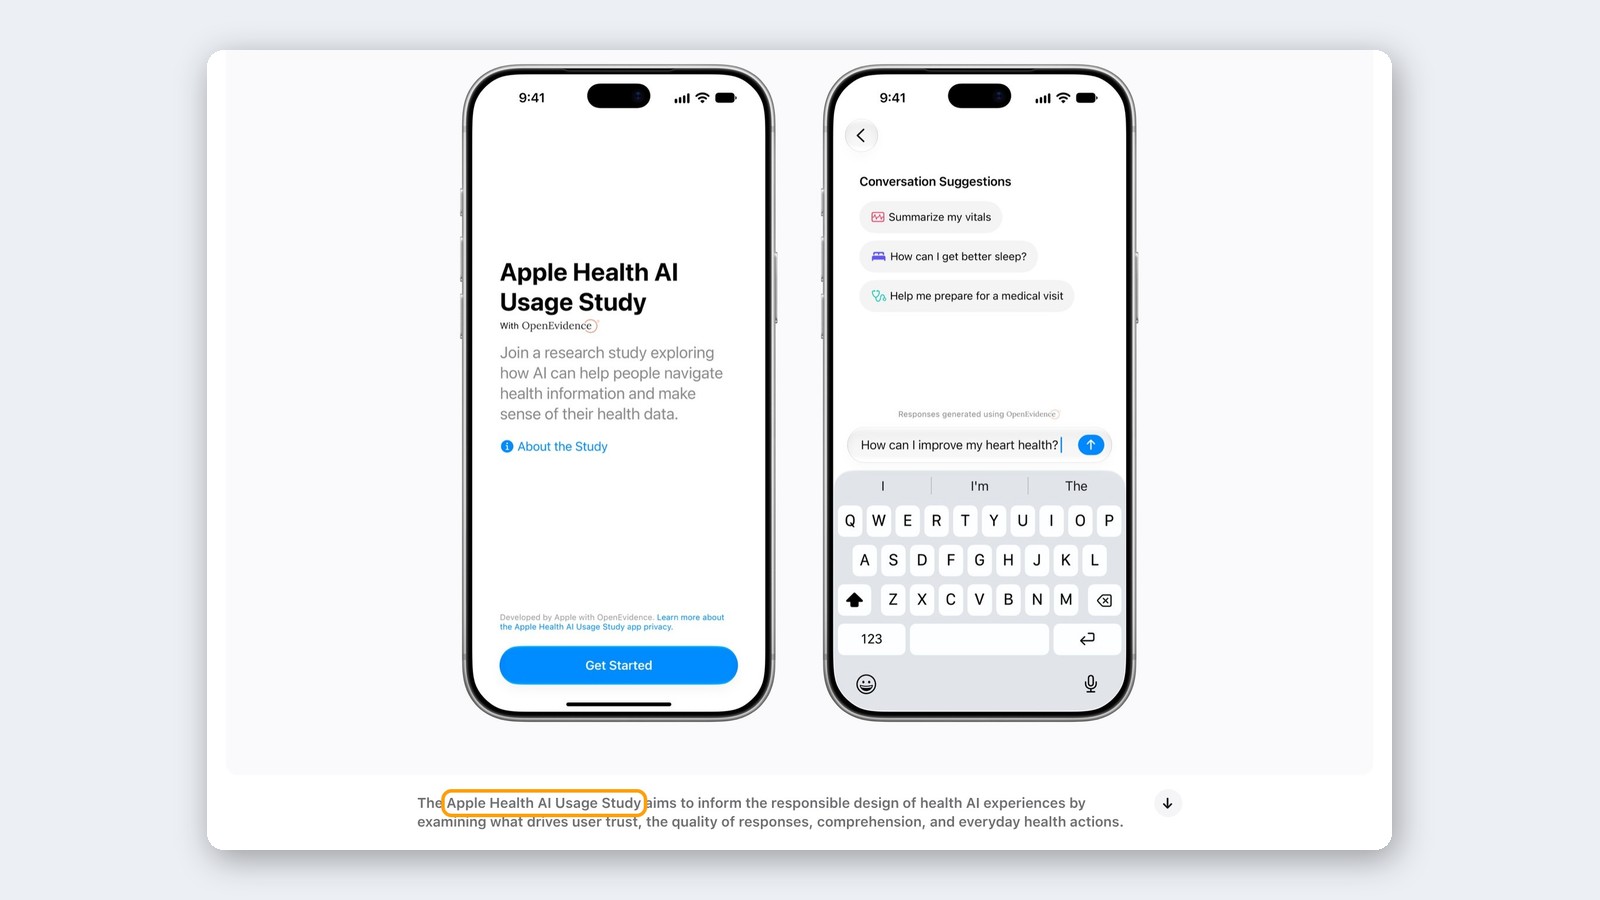 9:41
Apple Health AI
Usage Study
With OpenEvidence
Join a research study exploring
how AI can help people navigate
health information and make
sense of their health data.
About the Study
Developed by Apple with OpenEvidence. Learn more about
the Apple Health AI Usage Study app privacy.
Get Started
9:41
Conversation Suggestions
Summarize my vitals
How can I get better sleep?
Help me prepare for a medical visit
Responses generated using OpenEvidence
How can I improve my heart health?
I I'm The
Q W E R T Y U I O P
A S D F G H J K L
Z X C V B N M
123
The Apple Health AI Usage Study aims to inform the responsible design of health AI experiences by
examining what drives user trust, the quality of responses, comprehension, and everyday health actions.